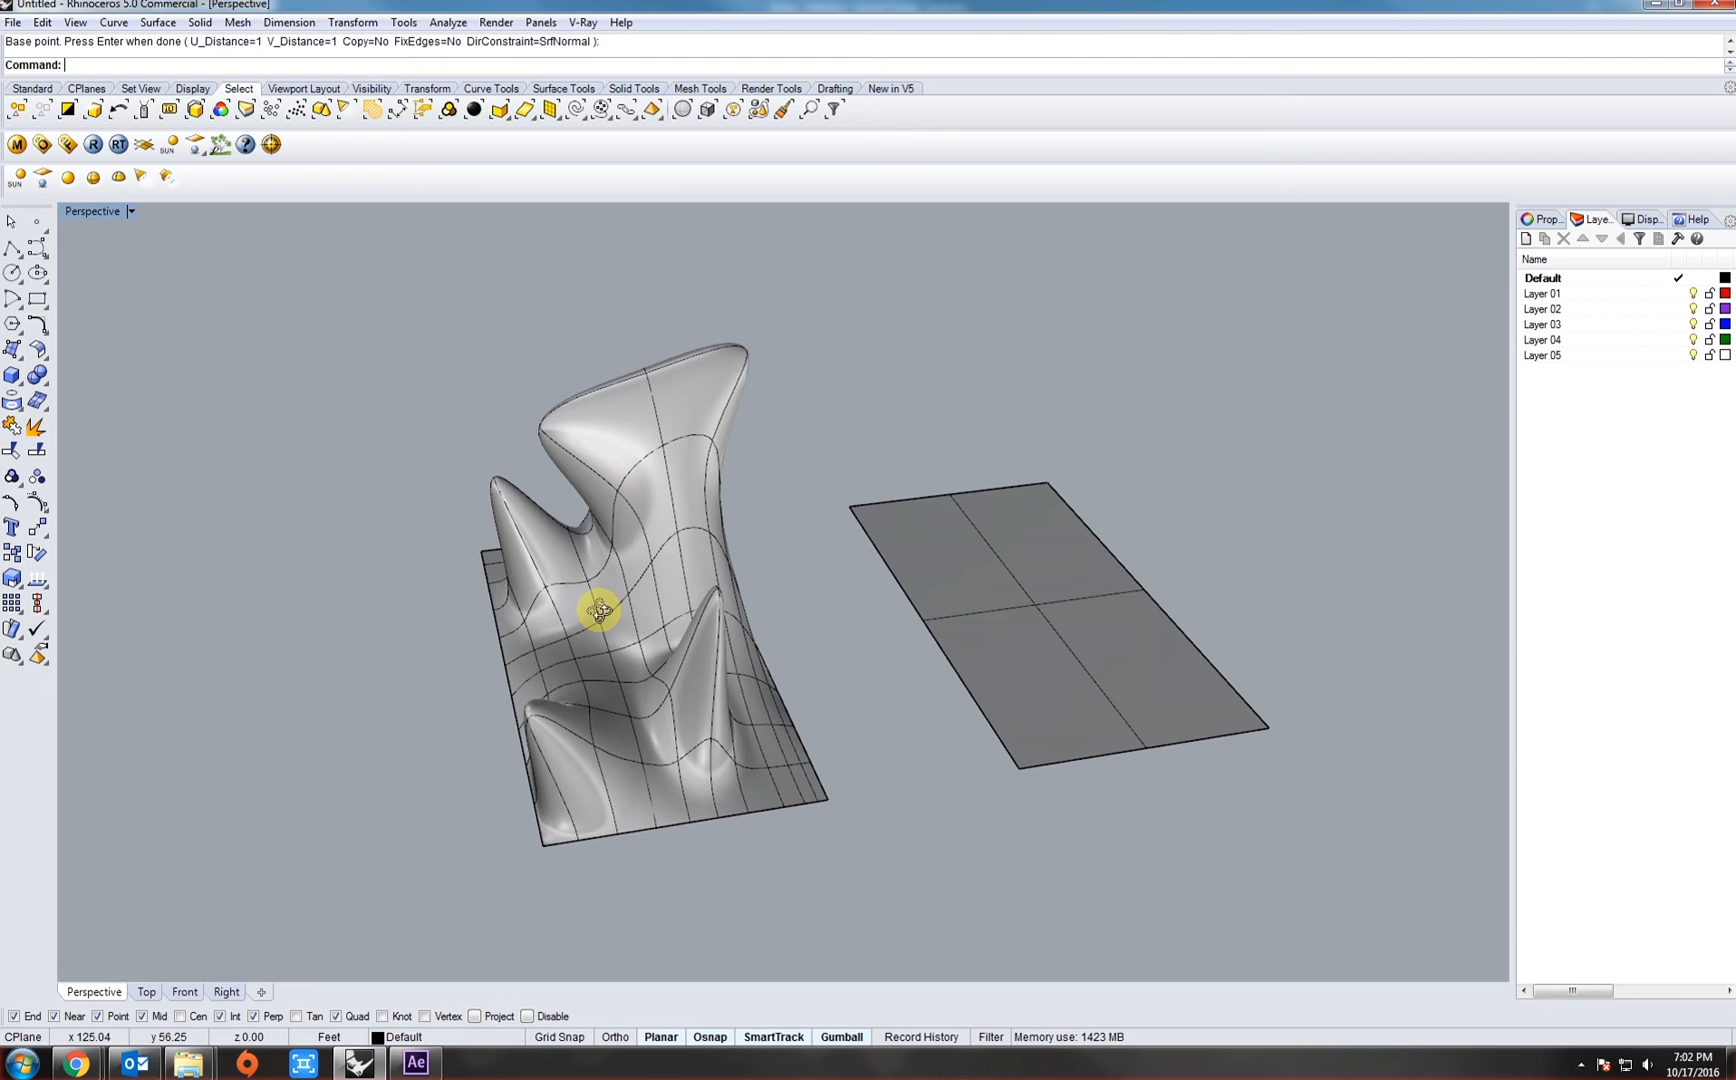 Untitled - Rhinoceros 5.0 Commercial - [Perspective]
File Edit View Curve Surface Solid Mesh Dimension Transform Tools Analyze Render Panels V-Ray Help
Base point. Press Enter when done ( U_Distance=1 V_Distance=1 Copy=No FixEdges=No DirConstraint=SrfNormal ):
Command:
Standard CPlanes Set View Display Select Viewport Layout Visibility Transform Curve Tools Surface Tools Solid Tools Mesh Tools Render Tools Drafting New in V5
M R RT SUN ?
SUN
Perspective
Prop... Laye... Disp... Help
Name
Default
Layer 01
Layer 02
Layer 03
Layer 04
Layer 05
Perspective Top Front Right
End Near Point Mid Cen Int Perp Tan Quad Knot Vertex Project Disable
CPlane x 125.04 y 56.25 z 0.00 Feet Default Grid Snap Ortho Planar Osnap SmartTrack Gumball Record History Filter Memory use: 1423 MB
Ae
7:02 PM
10/17/2016